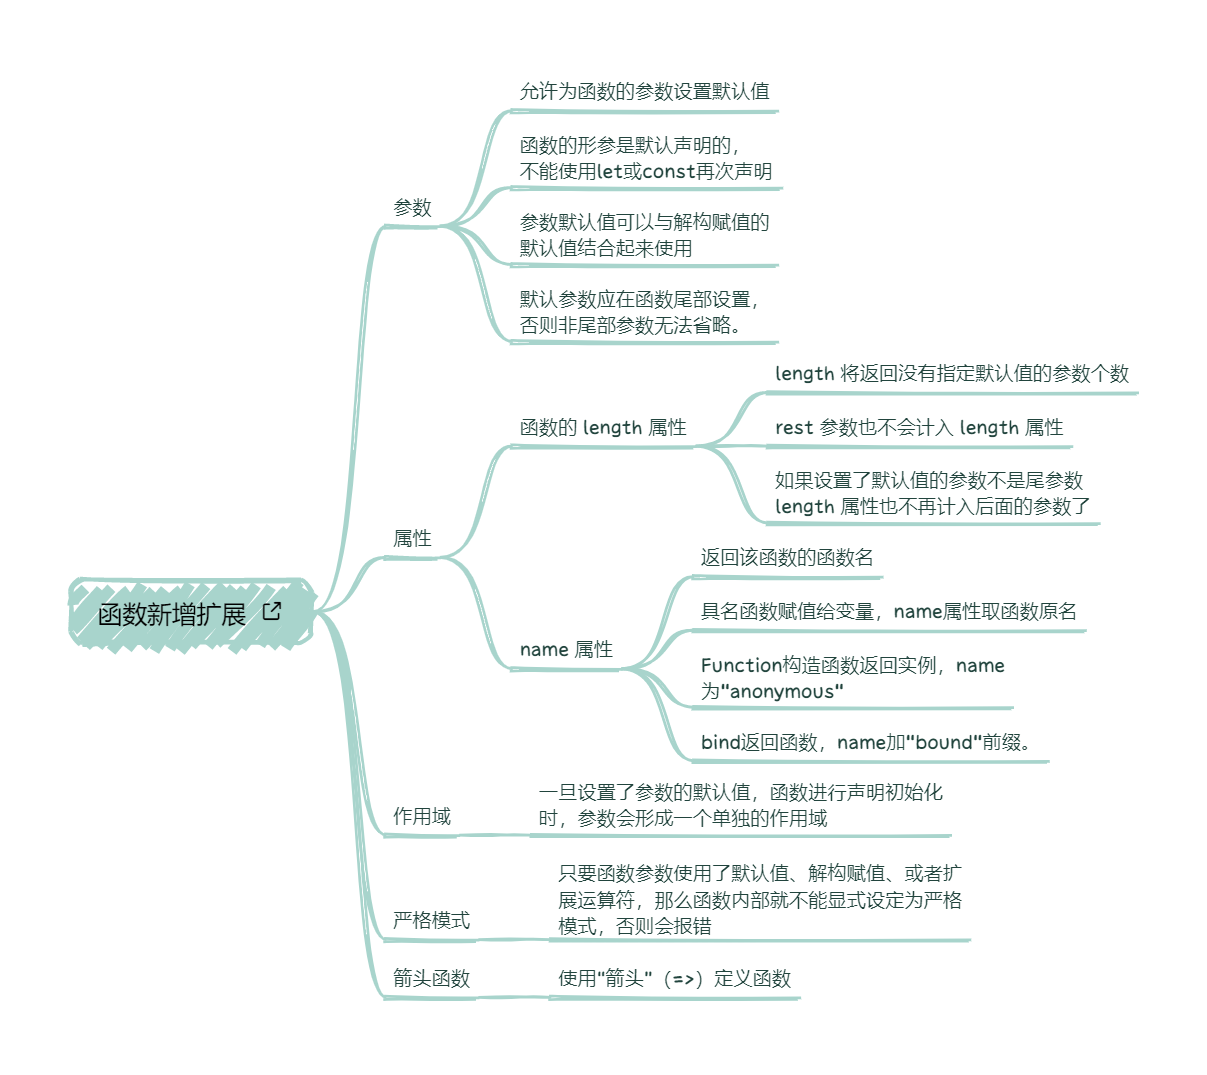 函数新增扩展
参数
允许为函数的参数设置默认值
函数的形参是默认声明的，
不能使用let或const再次声明
参数默认值可以与解构赋值的
默认值结合起来使用
默认参数应在函数尾部设置，
否则非尾部参数无法省略。
属性
函数的 length 属性
length 将返回没有指定默认值的参数个数
rest 参数也不会计入 length 属性
如果设置了默认值的参数不是尾参数
length 属性也不再计入后面的参数了
name 属性
返回该函数的函数名
具名函数赋值给变量，name属性取函数原名
Function构造函数返回实例，name
为"anonymous"
bind返回函数，name加"bound"前缀。
作用域
一旦设置了参数的默认值，函数进行声明初始化
时，参数会形成一个单独的作用域
严格模式
只要函数参数使用了默认值、解构赋值、或者扩
展运算符，那么函数内部就不能显式设定为严格
模式，否则会报错
箭头函数
使用"箭头"（=>）定义函数